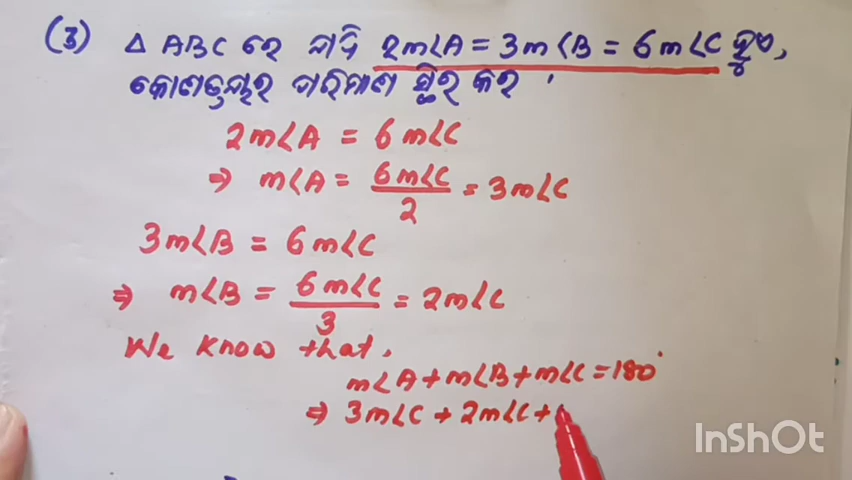 (3) △ ABC ରେ ଯଦି 2m∠A = 3m∠B = 6m∠C ହୁଏ,
କୋଣତ୍ରୟର ପରିମାଣ ସ୍ଥିର କର ।
2m∠A = 6m∠C
⇒ m∠A = 6m∠C/2 = 3m∠C
3m∠B = 6m∠C
⇒ m∠B = 6m∠C/3 = 2m∠C
We know that,
m∠A + m∠B + m∠C = 180°
⇒ 3m∠C + 2m∠C +
InShOt